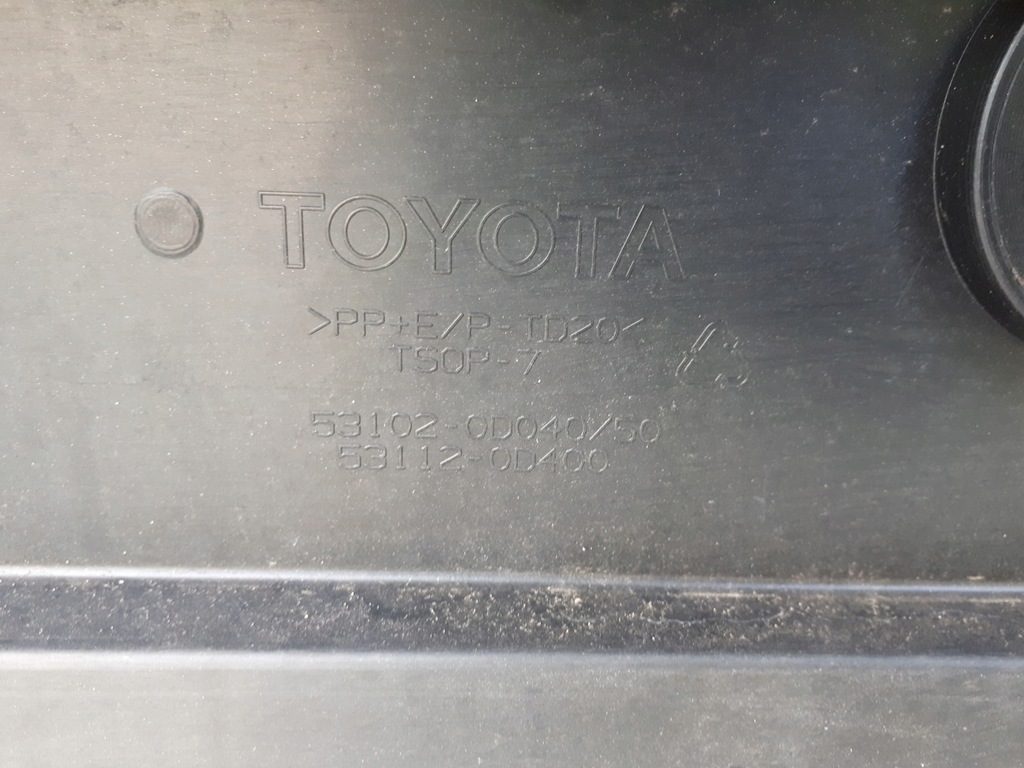 TOYOTA
>PP+E/P-TD20<
TSOP-7
53102-0D040/50
53112-0D400